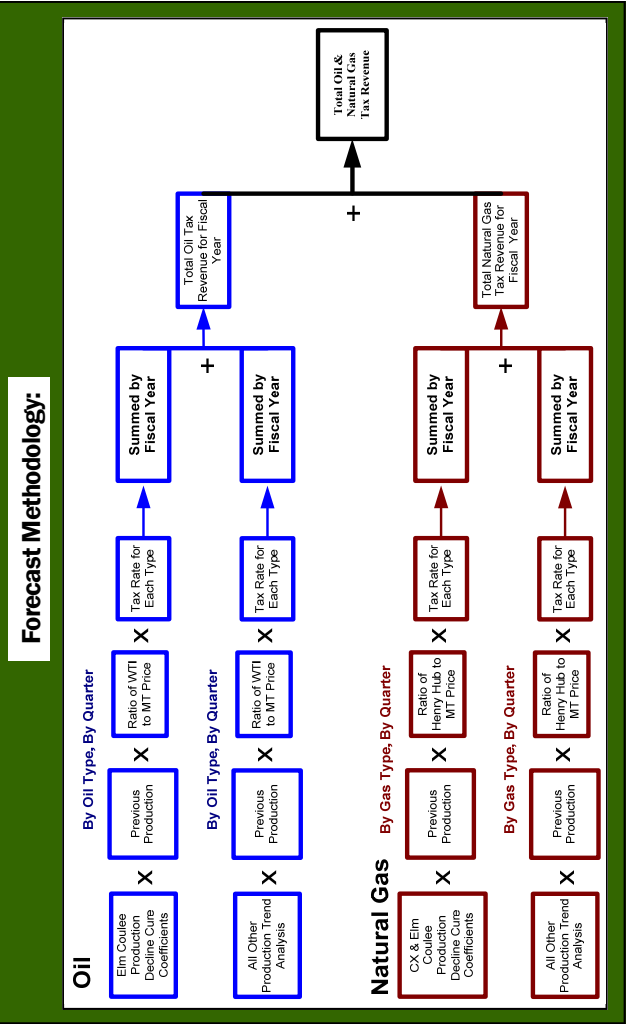 Forecast Methodology:
Oil
By Oil Type, By Quarter
Elm Coulee
Production
Decline Cure
Coefficients
X
Previous
Production
X
Ratio of WTI
to MT Price
X
Tax Rate for
Each Type
Summed by
Fiscal Year
By Oil Type, By Quarter
All Other
Production Trend
Analysis
X
Previous
Production
X
Ratio of WTI
to MT Price
X
Tax Rate for
Each Type
Summed by
Fiscal Year
+
Total Oil Tax
Revenue for Fiscal
Year
Natural Gas
By Gas Type, By Quarter
CX & Elm
Coulee
Production
Decline Cure
Coefficients
X
Previous
Production
X
Ratio of
Henry Hub to
MT Price
X
Tax Rate for
Each Type
Summed by
Fiscal Year
By Gas Type, By Quarter
All Other
Production Trend
Analysis
X
Previous
Production
X
Ratio of
Henry Hub to
MT Price
X
Tax Rate for
Each Type
Summed by
Fiscal Year
+
Total Natural Gas
Tax Revenue for
Fiscal Year
+
Total Oil &
Natural Gas
Tax Revenue